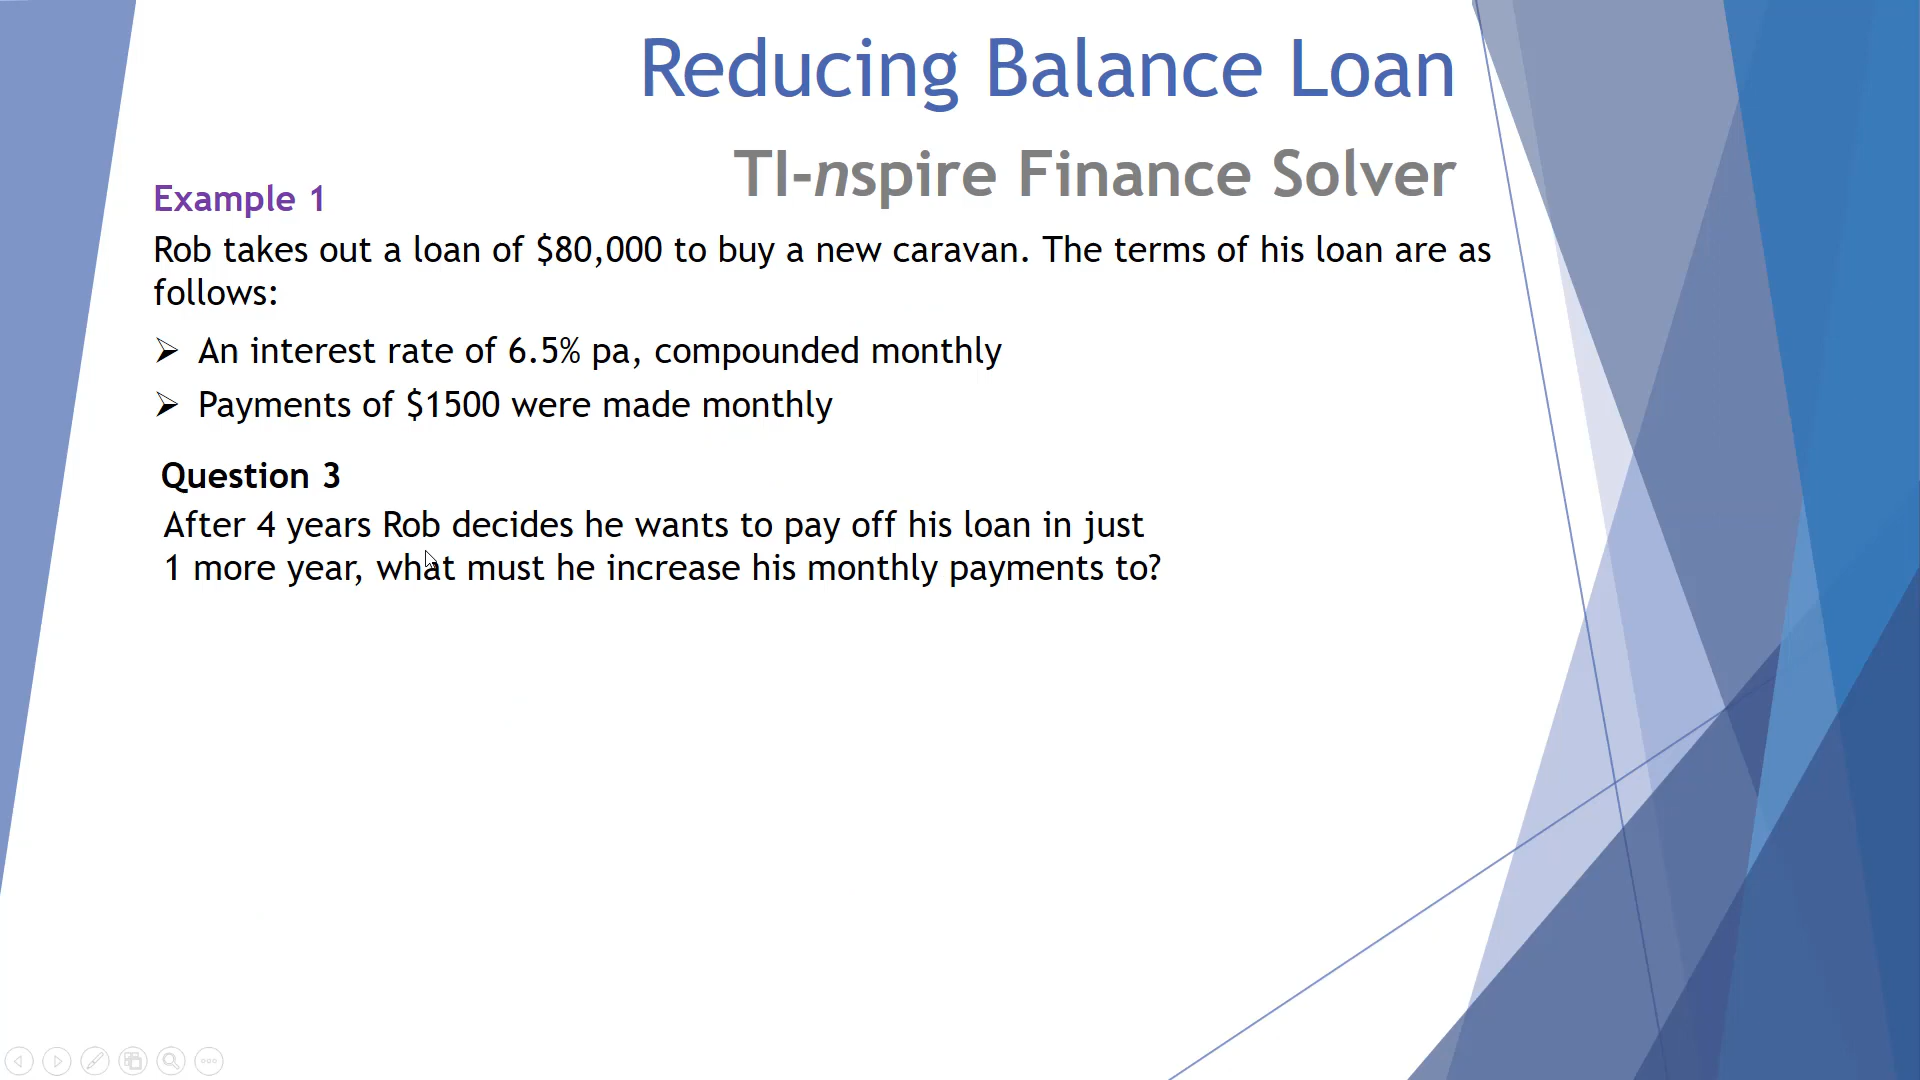 Reducing Balance Loan
TI-nspire Finance Solver
Example 1
Rob takes out a loan of $80,000 to buy a new caravan. The terms of his loan are as
follows:
➢ An interest rate of 6.5% pa, compounded monthly
➢ Payments of $1500 were made monthly
Question 3
After 4 years Rob decides he wants to pay off his loan in just
1 more year, what must he increase his monthly payments to?